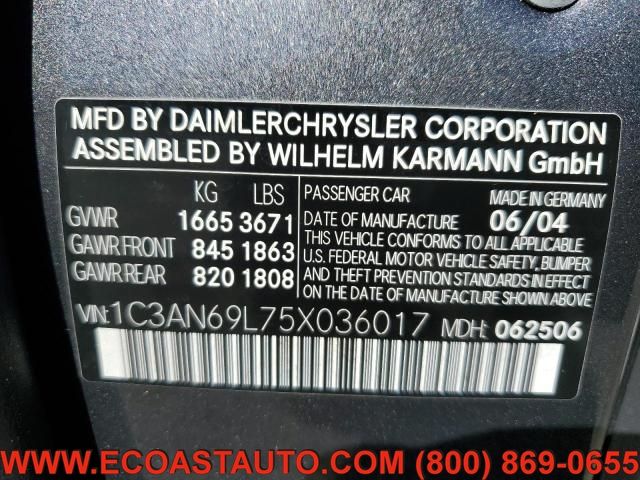 MFD BY DAIMLERCHRYSLER CORPORATION
ASSEMBLED BY WILHELM KARMANN GmbH
KG LBS
GVWR 1665 3671
GAWR FRONT 845 1863
GAWR REAR 820 1808
PASSENGER CAR MADE IN GERMANY
DATE OF MANUFACTURE 06/04
THIS VEHICLE CONFORMS TO ALL APPLICABLE
U.S. FEDERAL MOTOR VEHICLE SAFETY, BUMPER
AND THEFT PREVENTION STANDARDS IN EFFECT
ON THE DATE OF MANUFACTURE SHOWN ABOVE
VIN: 1C3AN69L75X036017 MDH: 062506
WWW.ECOASTAUTO.COM (800) 869-0655